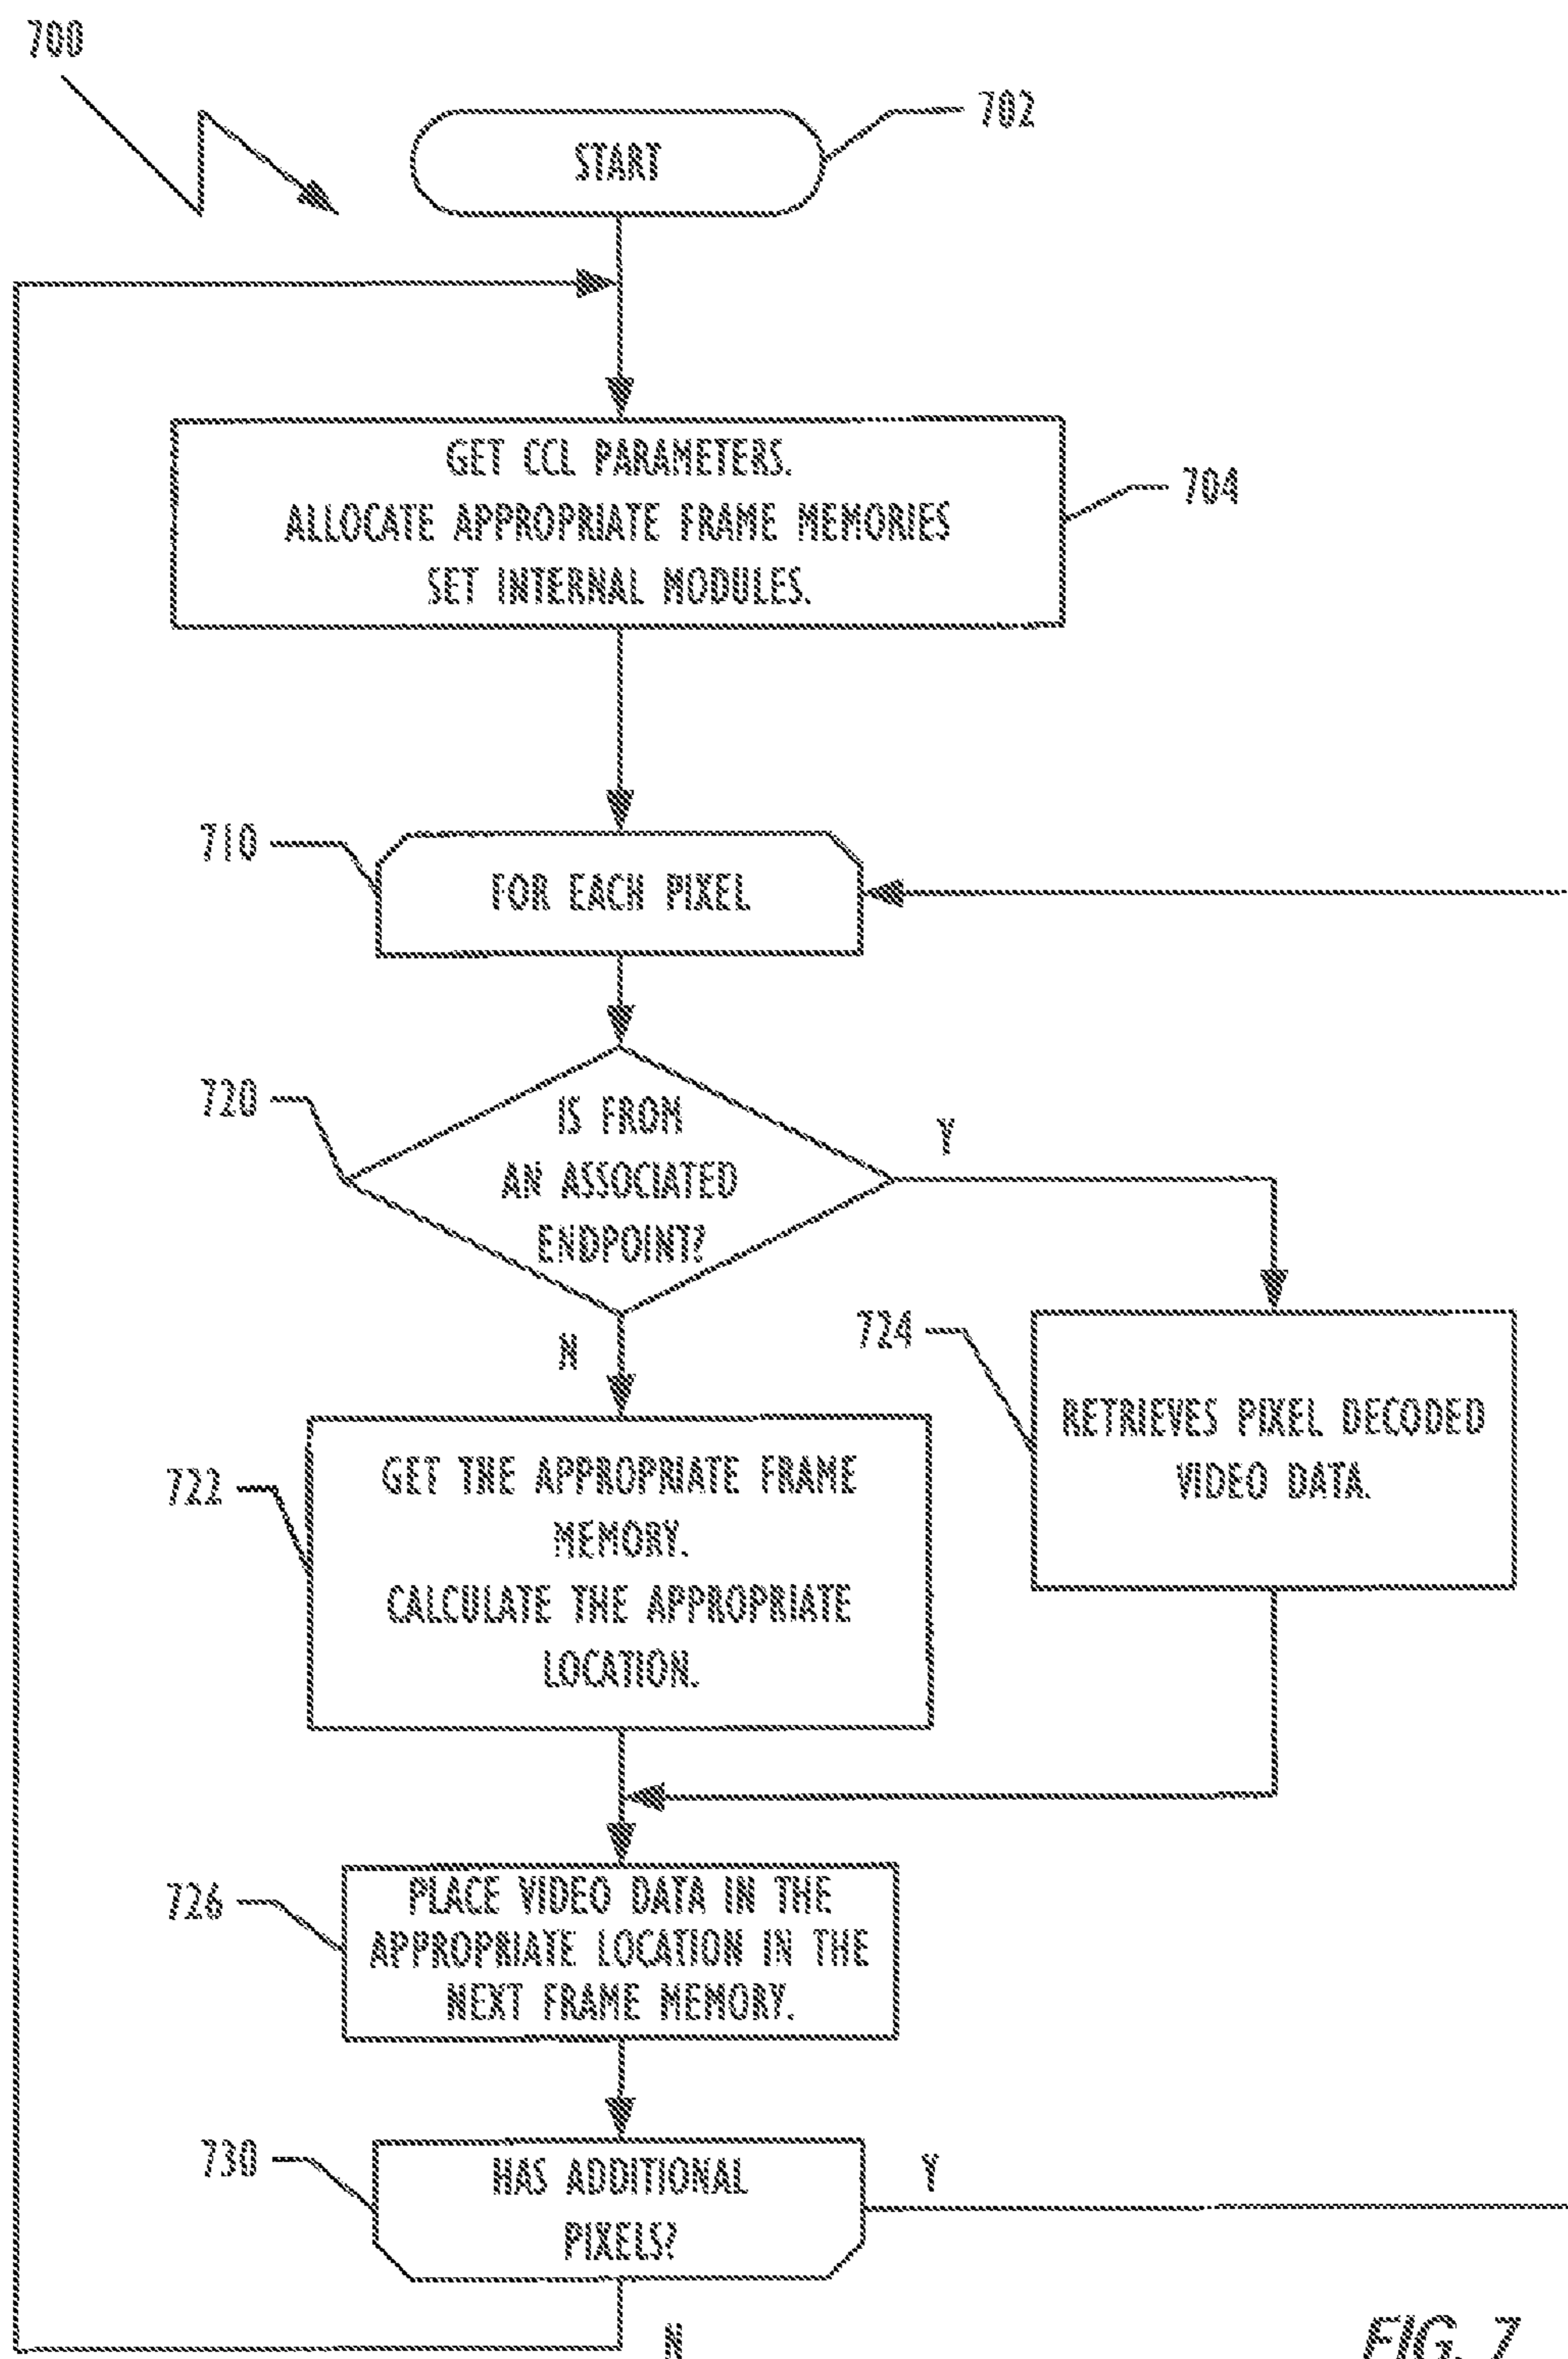 700
702
START
GET CCL PARAMETERS.
ALLOCATE APPROPRIATE FRAME MEMORIES
SET INTERNAL MODULES.
704
710
FOR EACH PIXEL
720
IS FROM
AN ASSOCIATED
ENDPOINT?
Y
N
724
RETRIEVES PIXEL DECODED
VIDEO DATA.
722
GET THE APPROPRIATE FRAME
MEMORY.
CALCULATE THE APPROPRIATE
LOCATION.
726
PLACE VIDEO DATA IN THE
APPROPRIATE LOCATION IN THE
NEXT FRAME MEMORY.
730
HAS ADDITIONAL
PIXELS?
Y
N
FIG. 7